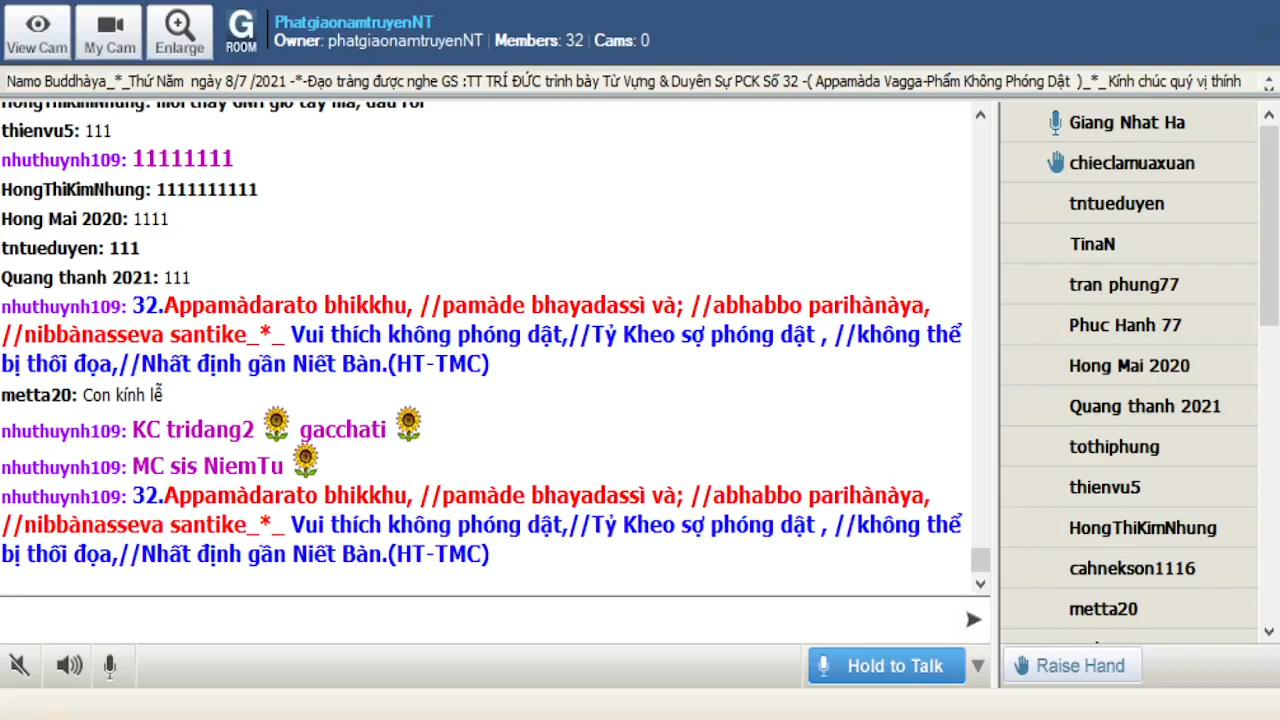 View Cam
My Cam
Enlarge
G
ROOM
PhatgiaonamtruyenNT
Owner: phatgiaonamtruyenNT | Members: 32 | Cams: 0
Namo Buddhàya_*_Thứ Năm ngày 8/7 /2021 -*-Đạo tràng được nghe GS :TT TRÍ ĐỨC trình bày Từ Vựng & Duyên Sự PCK Số 32 -( Appamàda Vagga-Phẩm Không Phóng Dật )_*_ Kính chúc quý vị thính
thienvu5: 111
nhuthuynh109: 11111111
HongThiKimNhung: 1111111111
Hong Mai 2020: 1111
tntueduyen: 111
Quang thanh 2021: 111
nhuthuynh109: 32.Appamàdarato bhikkhu, //pamàde bhayadassì và; //abhabbo parihànàya,
//nibbànasseva santike_*_ Vui thích không phóng dật,//Tỷ Kheo sợ phóng dật , //không thể
bị thối đọa,//Nhất định gần Niết Bàn.(HT-TMC)
metta20: Con kính lễ
nhuthuynh109: KC tridang2 gacchati
nhuthuynh109: MC sis NiemTu
nhuthuynh109: 32.Appamàdarato bhikkhu, //pamàde bhayadassì và; //abhabbo parihànàya,
//nibbànasseva santike_*_ Vui thích không phóng dật,//Tỷ Kheo sợ phóng dật , //không thể
bị thối đọa,//Nhất định gần Niết Bàn.(HT-TMC)
Giang Nhat Ha
chieclamuaxuan
tntueduyen
TinaN
tran phung77
Phuc Hanh 77
Hong Mai 2020
Quang thanh 2021
tothiphung
thienvu5
HongThiKimNhung
cahnekson1116
metta20
Hold to Talk
Raise Hand